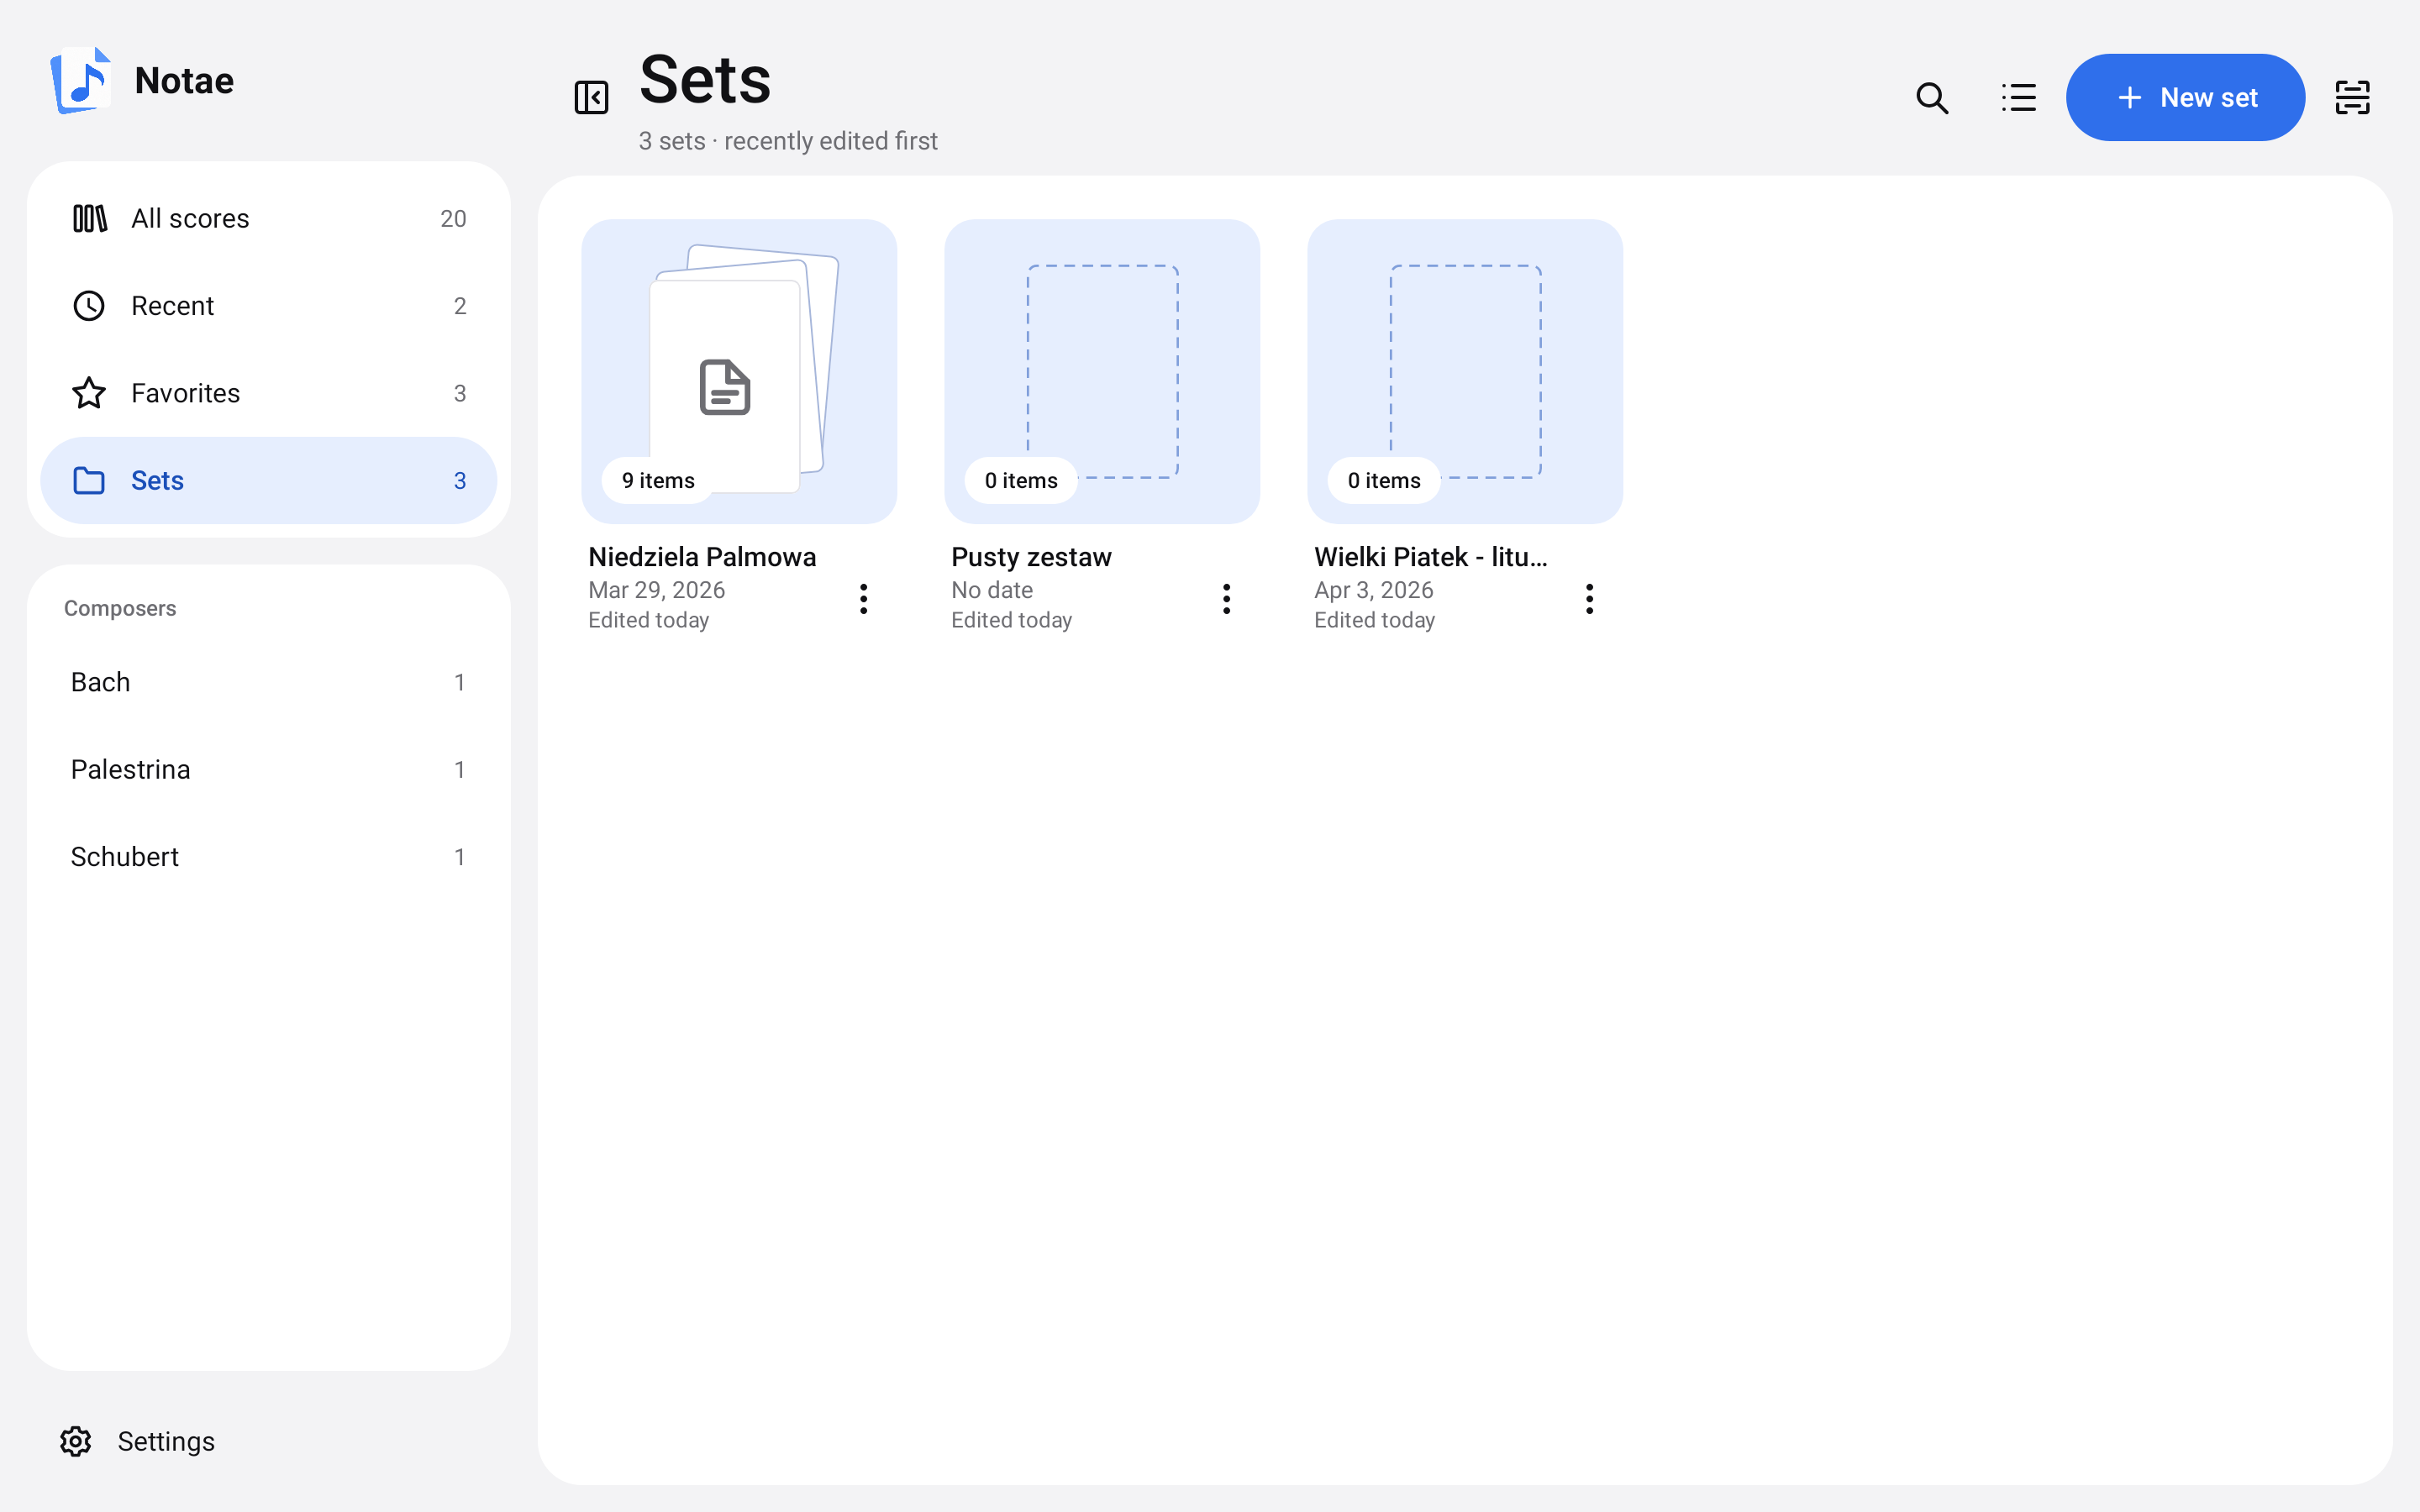 Notae
All scores 20
Recent 2
Favorites 3
Sets 3
Composers
Bach 1
Palestrina 1
Schubert 1
Settings
Sets
3 sets · recently edited first
New set
9 items
Niedziela Palmowa
Mar 29, 2026
Edited today
0 items
Pusty zestaw
No date
Edited today
0 items
Wielki Piatek - litu...
Apr 3, 2026
Edited today